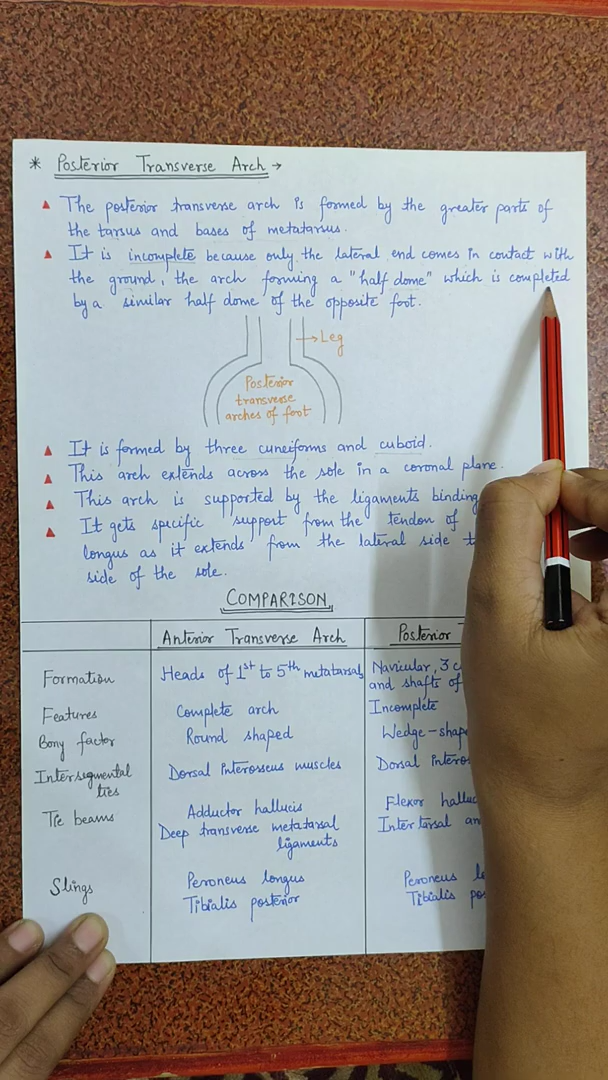 * Posterior Transverse Arch →
▲ The posterior transverse arch is formed by the greater parts of
the tarsus and bases of metatarsus.
▲ It is incomplete because only the lateral end comes in contact with
the ground, the arch forming a "half dome" which is completed
by a similar half dome of the opposite foot.
→ Leg
Posterior
transverse
arches of foot
▲ It is formed by three cuneiforms and cuboid.
▲ This arch extends across the sole in a coronal plane.
▲ This arch is supported by the ligaments binding
▲ It gets specific support from the tendon of
longus as it extends from the lateral side
side of the sole.
COMPARISON
Anterior Transverse Arch Posterior
Formation Heads of 1st to 5th metatarsals Navicular, 3
and shafts of
Features Complete arch Incomplete
Bony factor Round shaped Wedge-shap
Intersegmental ties Dorsal interosseus muscles Dorsal interos
Tie beams Adductor hallucis Flexor halluc
Deep transverse metatarsal Inter tarsal an
ligaments
Slings Peroneus longus Peroneus lo
Tibialis posterior Tibialis pos